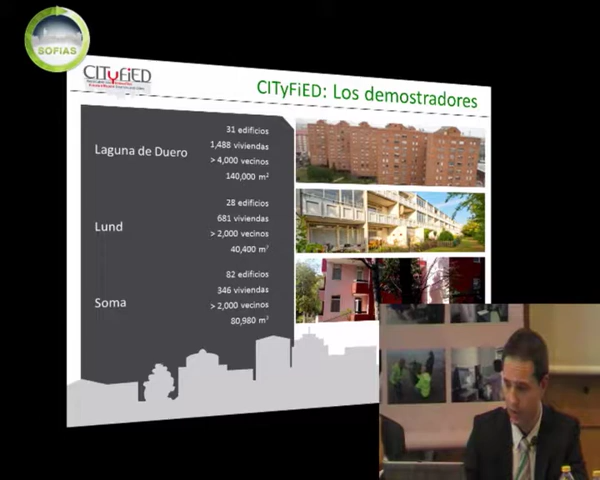 SOFIAS
CITyFiED
CITyFiED: Los demostradores
Laguna de Duero
31 edificios
1,488 viviendas
> 4,000 vecinos
140,000 m²
Lund
28 edificios
681 viviendas
> 2,000 vecinos
40,400 m²
Soma
82 edificios
346 viviendas
> 2,000 vecinos
80,980 m²